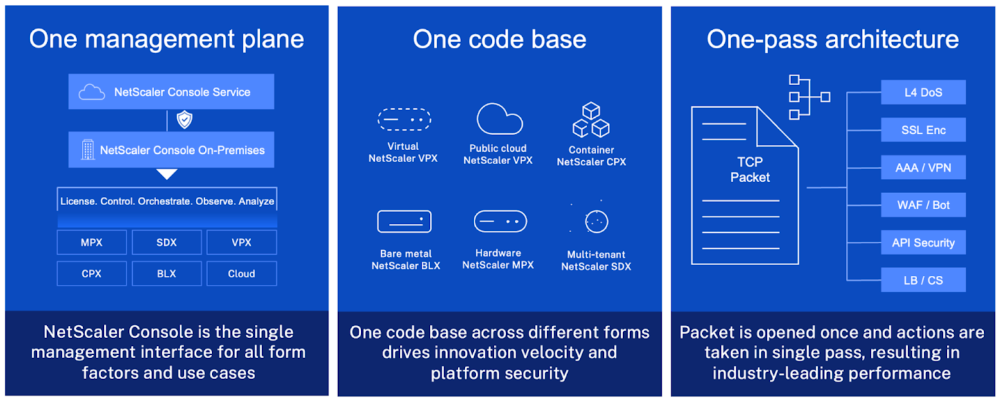 One management plane
NetScaler Console Service
NetScaler Console On-Premises
License. Control. Orchestrate. Observe. Analyze
MPX
SDX
VPX
CPX
BLX
Cloud
NetScaler Console is the single
management interface for all form
factors and use cases
One code base
Virtual
NetScaler VPX
Public cloud
NetScaler VPX
Container
NetScaler CPX
Bare metal
NetScaler BLX
Hardware
NetScaler MPX
Multi-tenant
NetScaler SDX
One code base across different forms
drives innovation velocity and
platform security
One-pass architecture
TCP
Packet
L4 DoS
SSL Enc
AAA / VPN
WAF / Bot
API Security
LB / CS
Packet is opened once and actions are
taken in single pass, resulting in
industry-leading performance